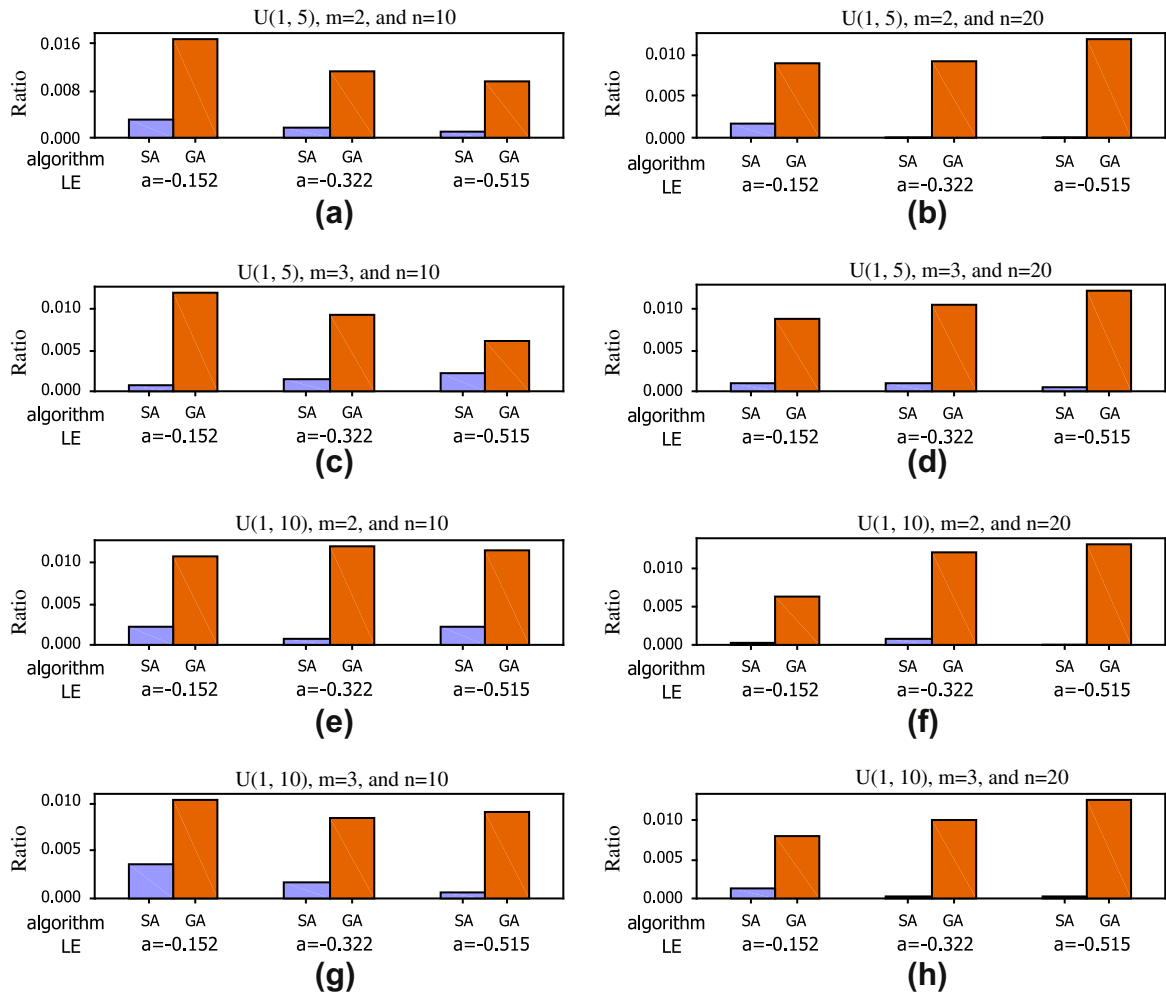 U(1, 5), m=2, and n=10
Ratio
0.016
0.008
0.000
algorithm SA GA SA GA SA GA
LE a=-0.152 a=-0.322 a=-0.515
(a)
U(1, 5), m=2, and n=20
Ratio
0.010
0.005
0.000
algorithm SA GA SA GA SA GA
LE a=-0.152 a=-0.322 a=-0.515
(b)
U(1, 5), m=3, and n=10
Ratio
0.010
0.005
0.000
algorithm SA GA SA GA SA GA
LE a=-0.152 a=-0.322 a=-0.515
(c)
U(1, 5), m=3, and n=20
Ratio
0.010
0.005
0.000
algorithm SA GA SA GA SA GA
LE a=-0.152 a=-0.322 a=-0.515
(d)
U(1, 10), m=2, and n=10
Ratio
0.010
0.005
0.000
algorithm SA GA SA GA SA GA
LE a=-0.152 a=-0.322 a=-0.515
(e)
U(1, 10), m=2, and n=20
Ratio
0.010
0.005
0.000
algorithm SA GA SA GA SA GA
LE a=-0.152 a=-0.322 a=-0.515
(f)
U(1, 10), m=3, and n=10
Ratio
0.010
0.005
0.000
algorithm SA GA SA GA SA GA
LE a=-0.152 a=-0.322 a=-0.515
(g)
U(1, 10), m=3, and n=20
Ratio
0.010
0.005
0.000
algorithm SA GA SA GA SA GA
LE a=-0.152 a=-0.322 a=-0.515
(h)